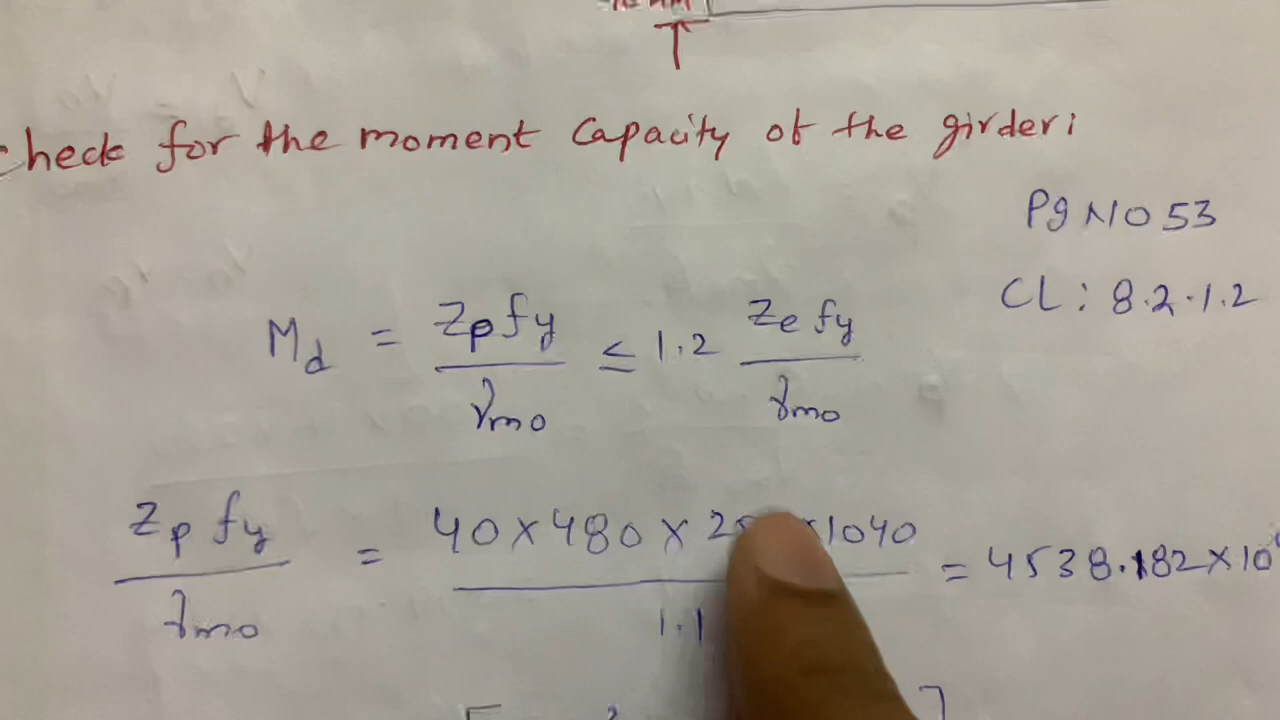 heck for the moment capacity of the girder:
Pg No 53
CL: 8.2.1.2
Md = Zp fy / γmo ≤ 1.2 Ze fy / γmo
Zp fy / γmo = 40×480×2 ×1040 / 1.1 = 4538.182×10